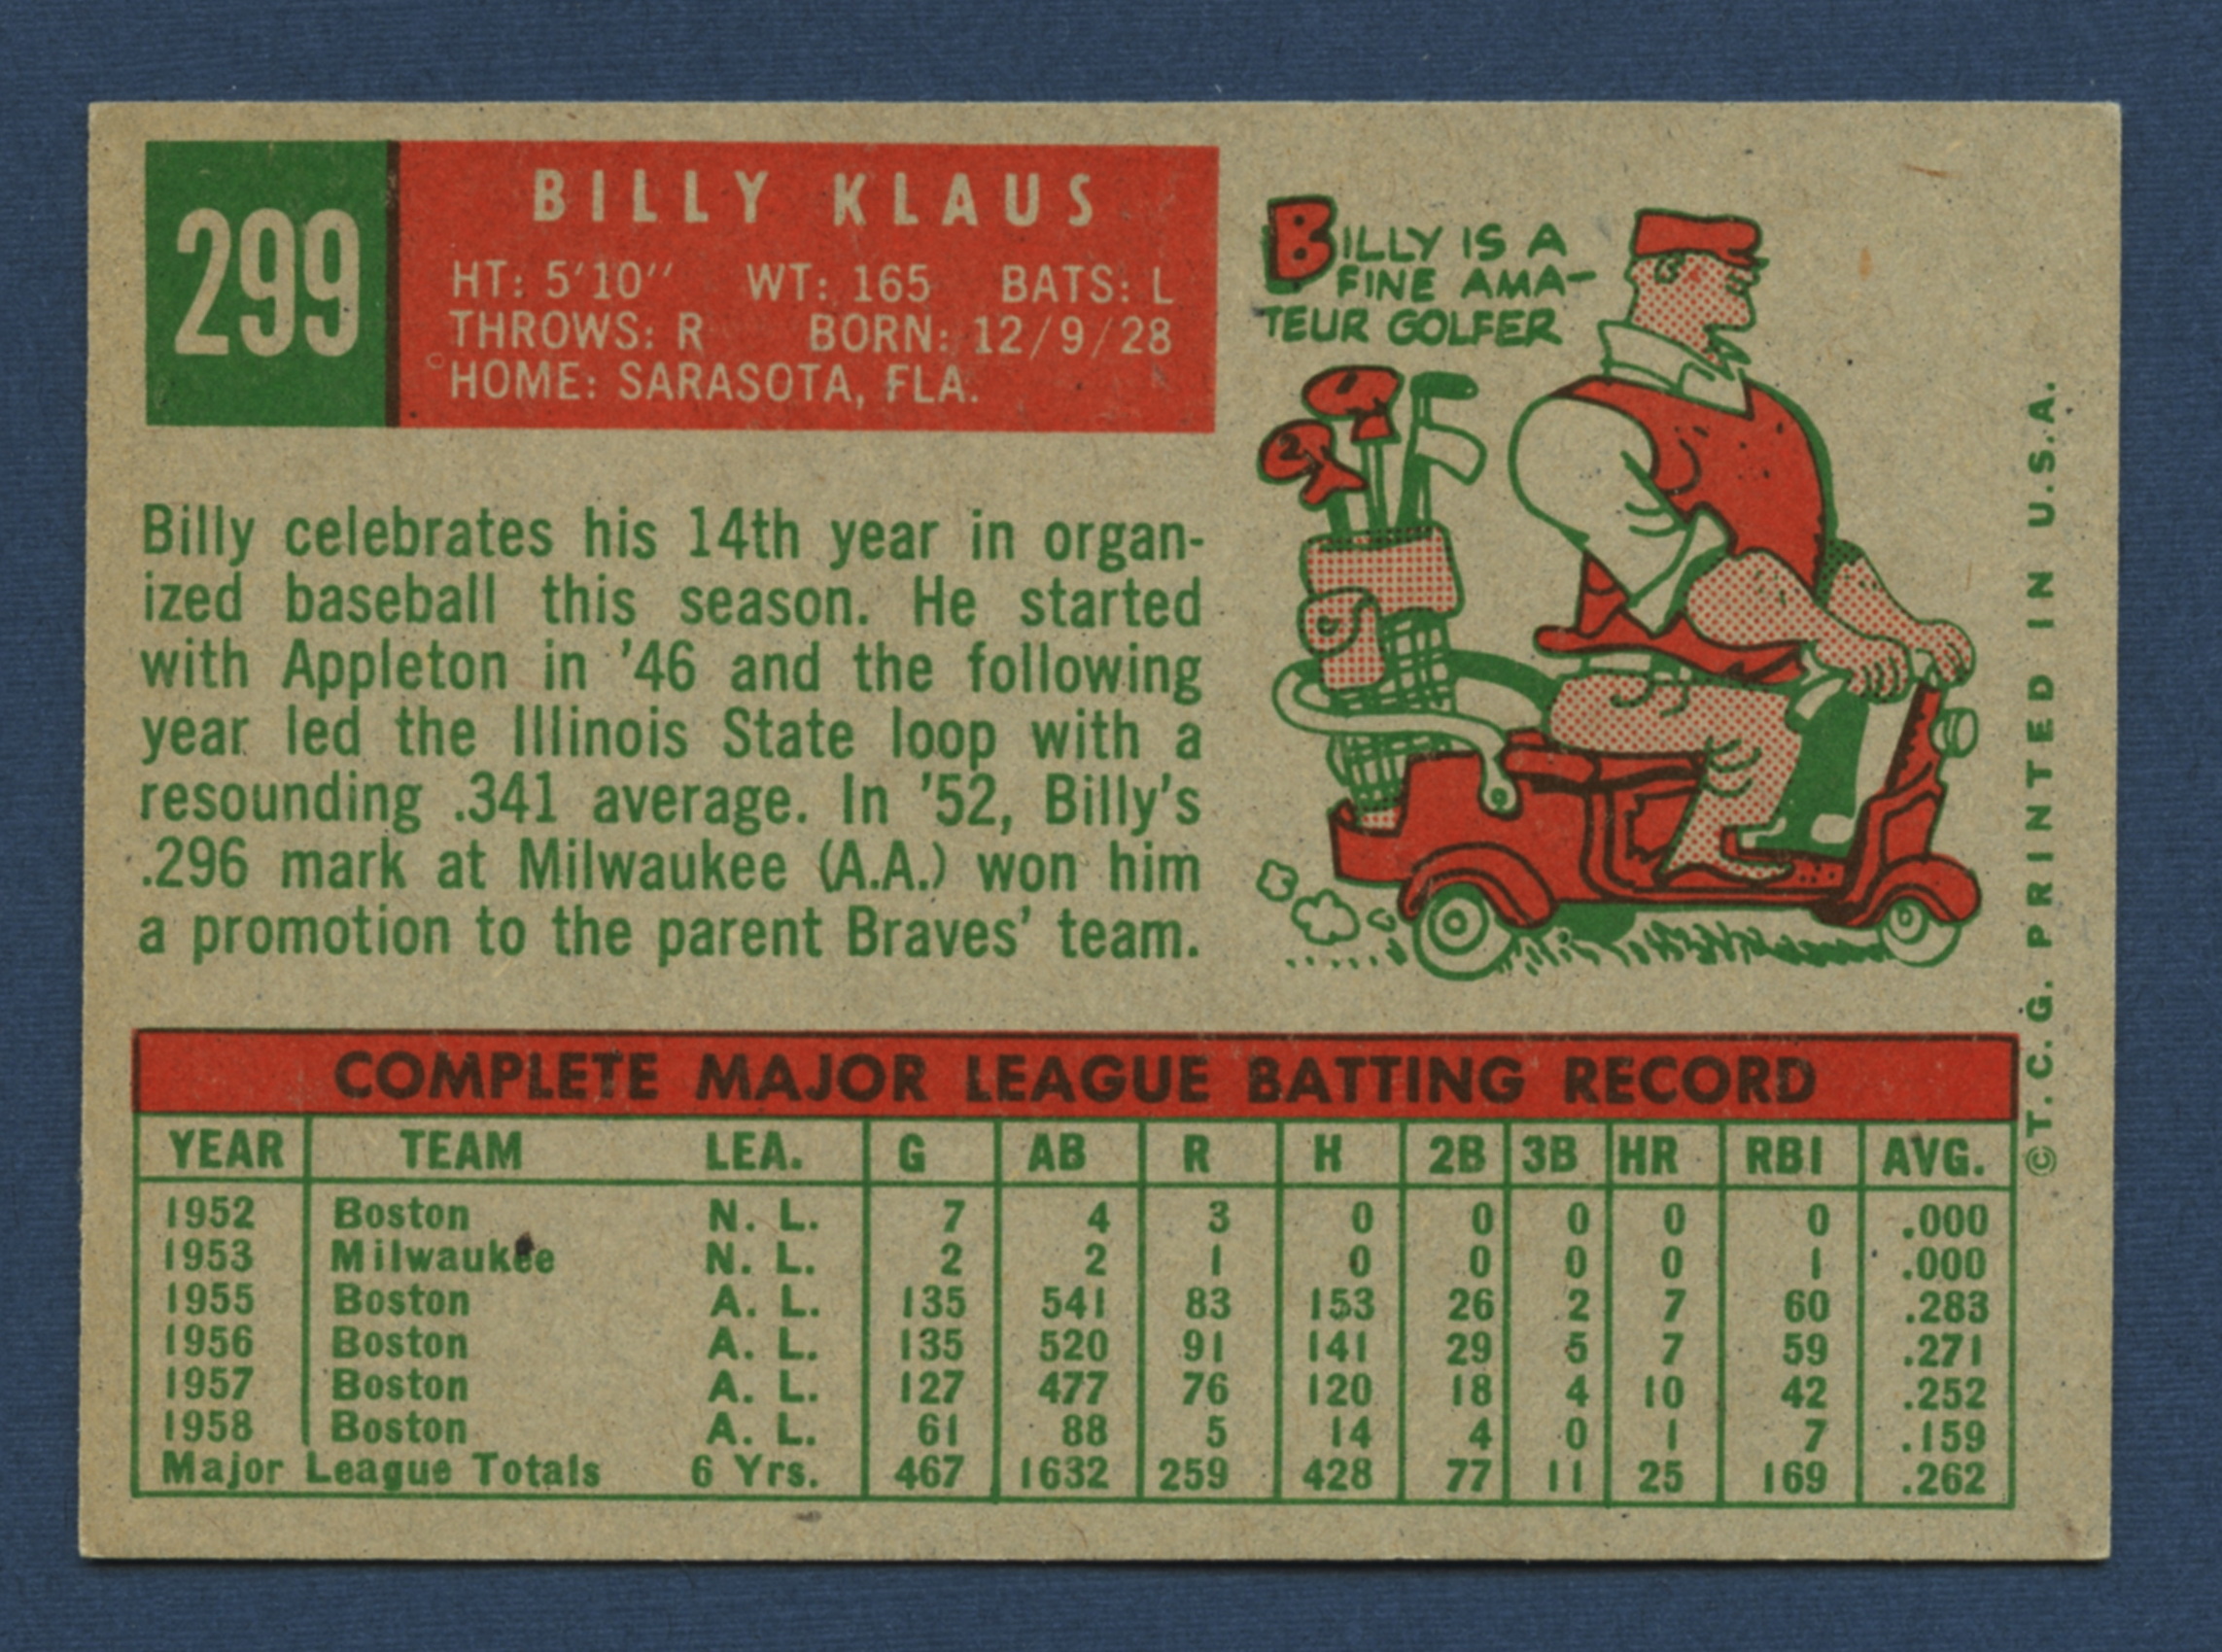 299
BILLY KLAUS
HT: 5'10" WT: 165 BATS: L
THROWS: R BORN: 12/9/28
HOME: SARASOTA, FLA.
BILLY IS A
FINE AMA-
TEUR GOLFER
1
2
Billy celebrates his 14th year in organ-
ized baseball this season. He started
with Appleton in '46 and the following
year led the Illinois State loop with a
resounding .341 average. In '52, Billy's
.296 mark at Milwaukee (A.A.) won him
a promotion to the parent Braves' team.
COMPLETE MAJOR LEAGUE BATTING RECORD
YEAR TEAM LEA. G AB R H 2B 3B HR RBI AVG.
1952 Boston N. L. 7 4 3 0 0 0 0 0 .000
1953 Milwaukee N. L. 2 2 1 0 0 0 0 1 .000
1955 Boston A. L. 135 541 83 153 26 2 7 60 .283
1956 Boston A. L. 135 520 91 141 29 5 7 59 .271
1957 Boston A. L. 127 477 76 120 18 4 10 42 .252
1958 Boston A. L. 61 88 5 14 4 0 1 7 .159
Major League Totals 6 Yrs. 467 1632 259 428 77 11 25 169 .262
©T. C. G. PRINTED IN U.S.A.